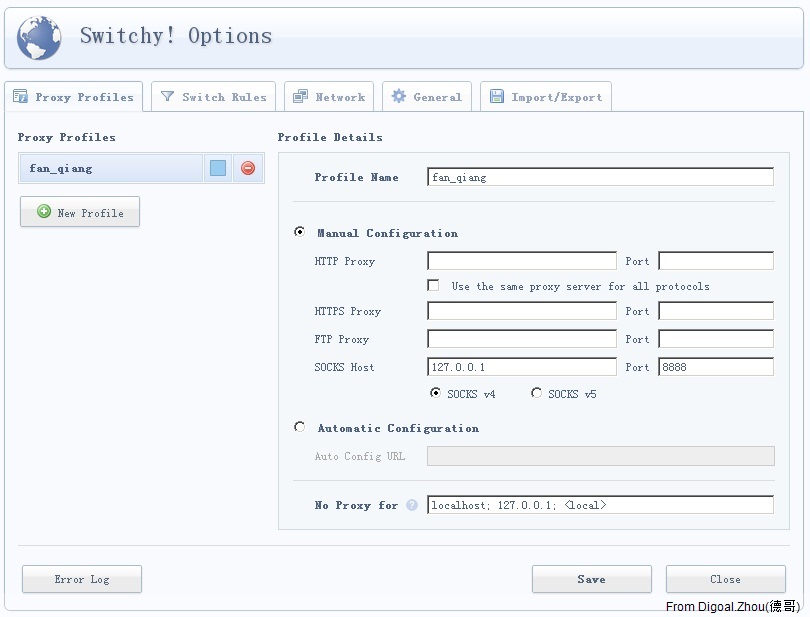 Switchy! Options
Proxy Profiles Switch Rules Network General Import/Export
Proxy Profiles
fan_qiang
New Profile
Profile Details
Profile Name fan_qiang
Manual Configuration
HTTP Proxy Port
Use the same proxy server for all protocols
HTTPS Proxy Port
FTP Proxy Port
SOCKS Host 127.0.0.1 Port 8888
SOCKS v4 SOCKS v5
Automatic Configuration
Auto Config URL
No Proxy for ? localhost; 127.0.0.1; <local>
Error Log Save Close
From Digoal.Zhou(德哥)